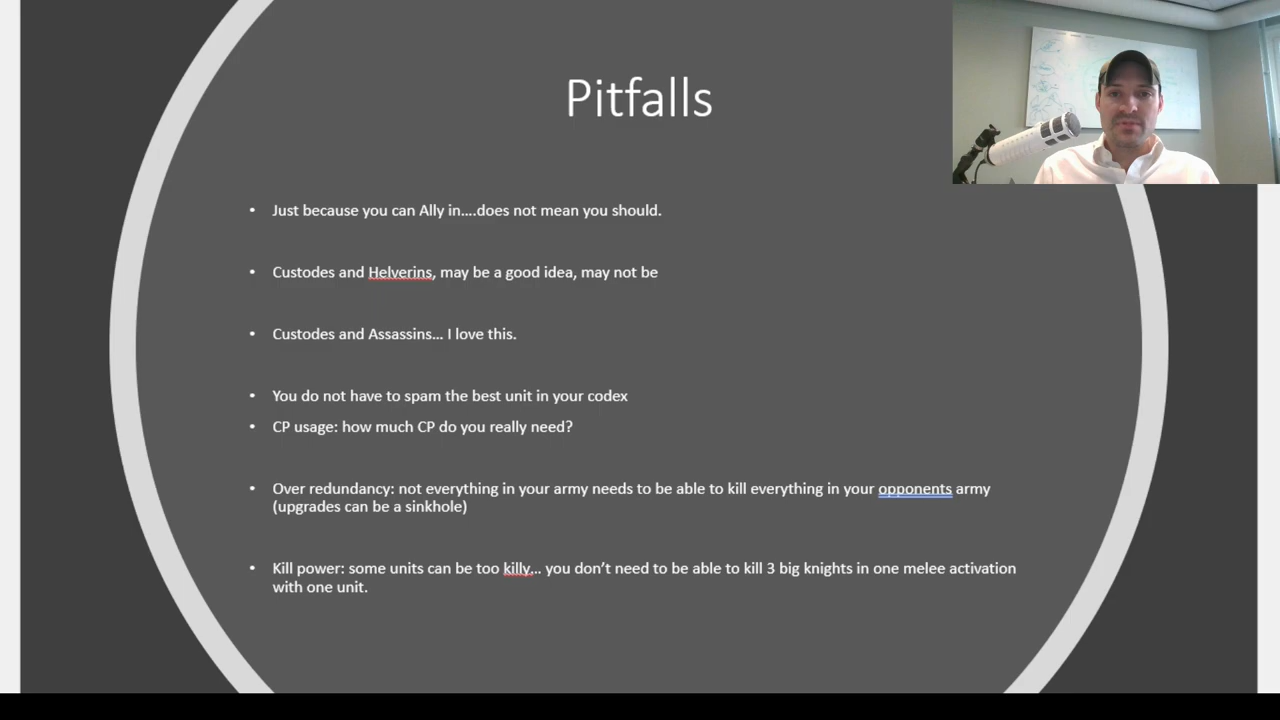 Pitfalls
• Just because you can Ally in....does not mean you should.
• Custodes and Helverins, may be a good idea, may not be
• Custodes and Assassins... I love this.
• You do not have to spam the best unit in your codex
• CP usage: how much CP do you really need?
• Over redundancy: not everything in your army needs to be able to kill everything in your opponents army
(upgrades can be a sinkhole)
• Kill power: some units can be too killy... you don’t need to be able to kill 3 big knights in one melee activation
with one unit.